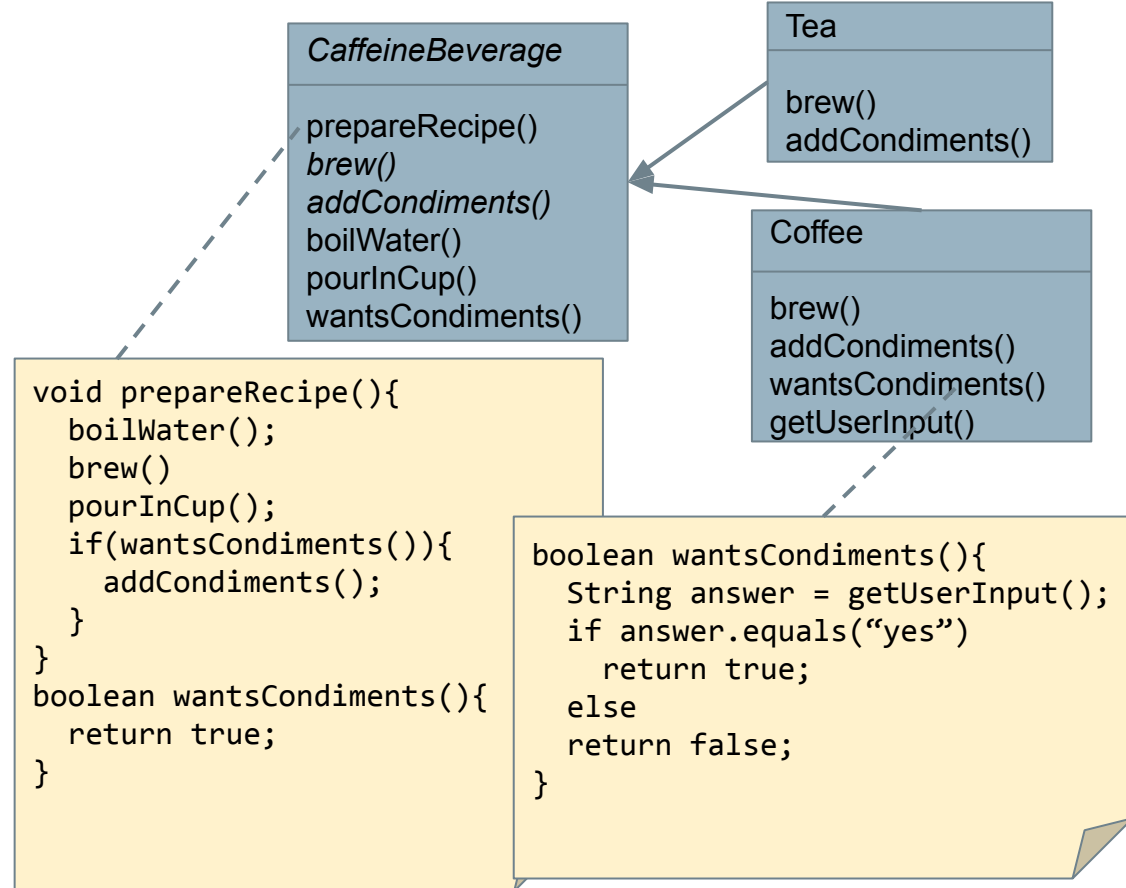 CaffeineBeverage
prepareRecipe()
brew()
addCondiments()
boilWater()
pourInCup()
wantsCondiments()
Tea
brew()
addCondiments()
Coffee
brew()
addCondiments()
wantsCondiments()
getUserInput()
void prepareRecipe(){
  boilWater();
  brew()
  pourInCup();
  if(wantsCondiments()){
    addCondiments();
  }
}
boolean wantsCondiments(){
  return true;
}
boolean wantsCondiments(){
  String answer = getUserInput();
  if answer.equals(“yes”)
    return true;
  else
  return false;
}